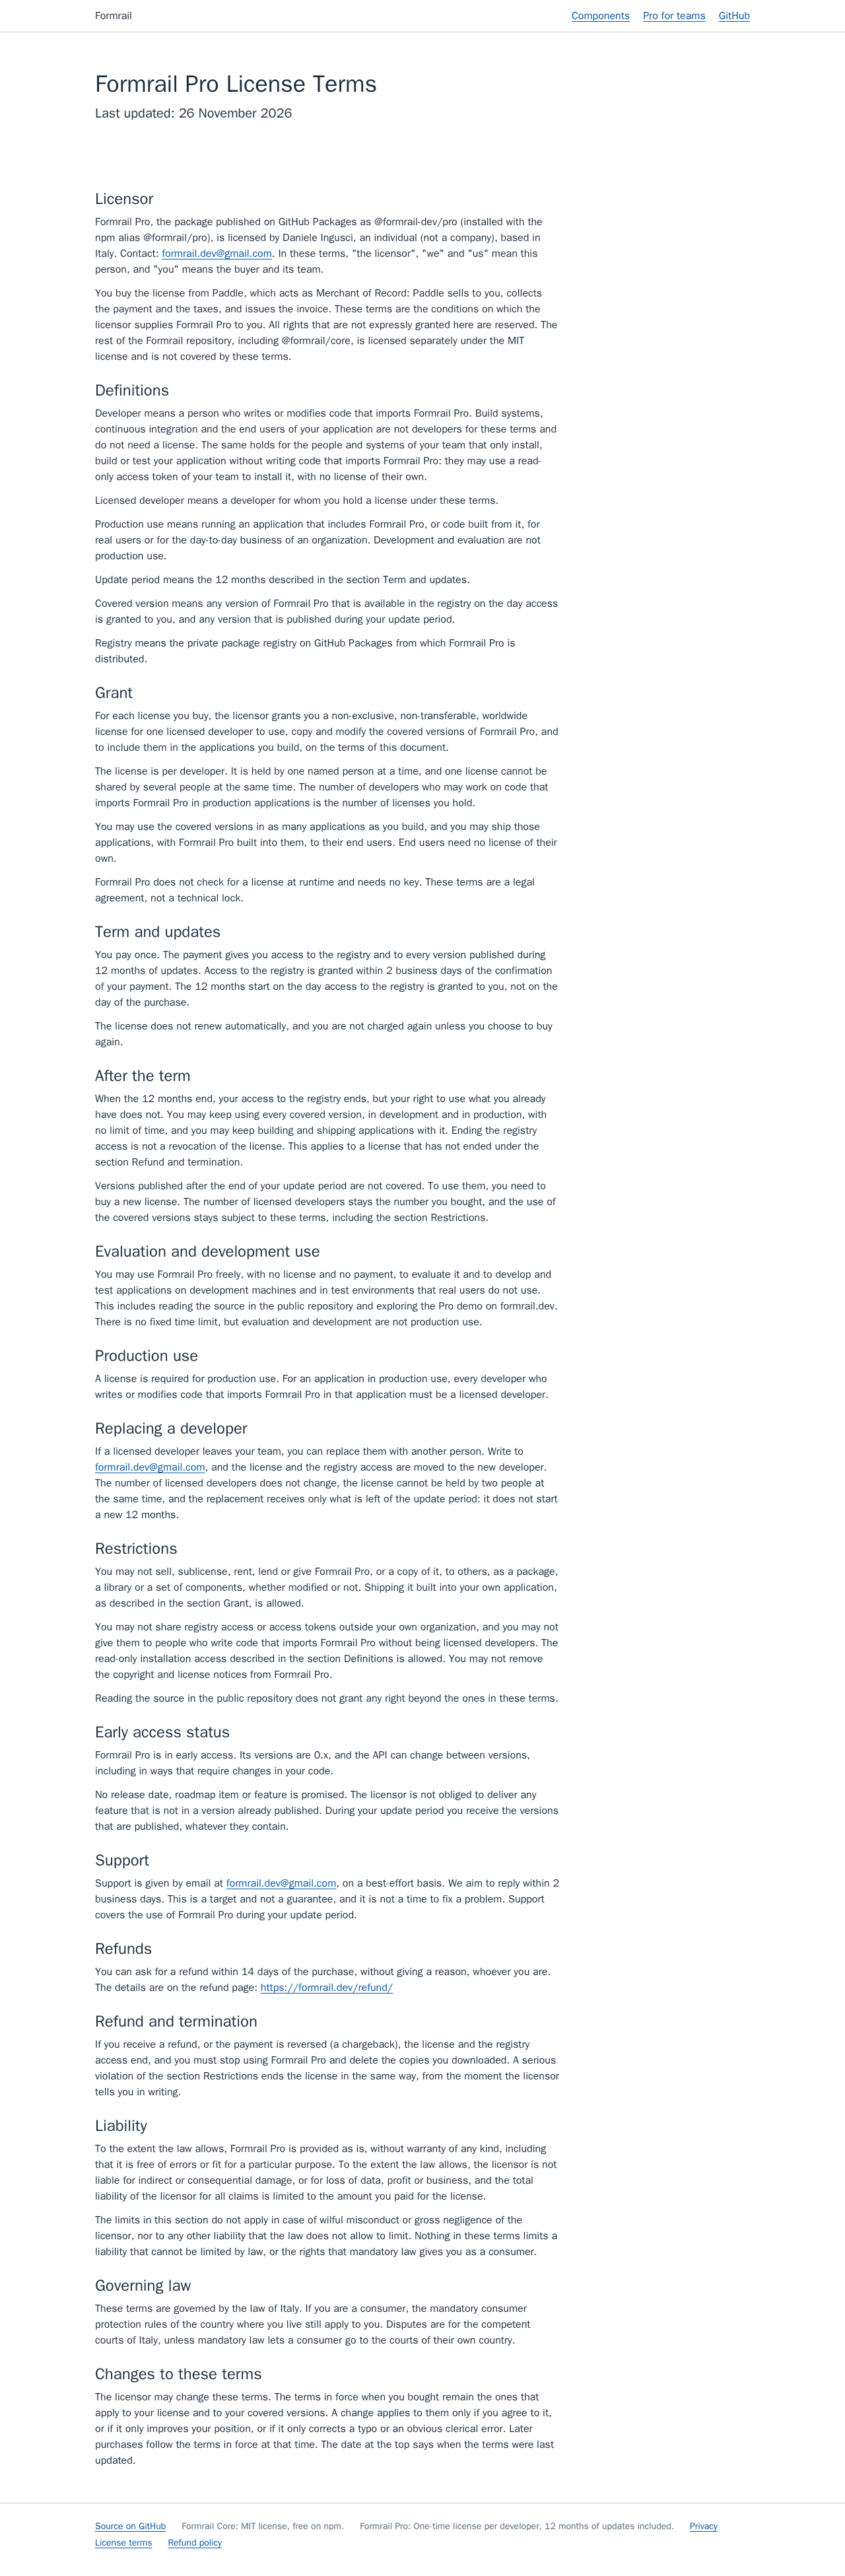 Formrail
Components Pro for teams GitHub
Formrail Pro License Terms
Last updated: 26 November 2026
Licensor
Formrail Pro, the package published on GitHub Packages as @formrail-dev/pro (installed with the
npm alias @formrail/pro), is licensed by Daniele Ingusci, an individual (not a company), based in
Italy. Contact: formrail.dev@gmail.com. In these terms, "the licensor", "we" and "us" mean this
person, and "you" means the buyer and its team.
You buy the license from Paddle, which acts as Merchant of Record: Paddle sells to you, collects
the payment and the taxes, and issues the invoice. These terms are the conditions on which the
licensor supplies Formrail Pro to you. All rights that are not expressly granted here are reserved. The
rest of the Formrail repository, including @formrail/core, is licensed separately under the MIT
license and is not covered by these terms.
Definitions
Developer means a person who writes or modifies code that imports Formrail Pro. Build systems,
continuous integration and the end users of your application are not developers for these terms and
do not need a license. The same holds for the people and systems of your team that only install,
build or test your application without writing code that imports Formrail Pro: they may use a read-
only access token of your team to install it, with no license of their own.
Licensed developer means a developer for whom you hold a license under these terms.
Production use means running an application that includes Formrail Pro, or code built from it, for
real users or for the day-to-day business of an organization. Development and evaluation are not
production use.
Update period means the 12 months described in the section Term and updates.
Covered version means any version of Formrail Pro that is available in the registry on the day access
is granted to you, and any version that is published during your update period.
Registry means the private package registry on GitHub Packages from which Formrail Pro is
distributed.
Grant
For each license you buy, the licensor grants you a non-exclusive, non-transferable, worldwide
license for one licensed developer to use, copy and modify the covered versions of Formrail Pro, and
to include them in the applications you build, on the terms of this document.
The license is per developer. It is held by one named person at a time, and one license cannot be
shared by several people at the same time. The number of developers who may work on code that
imports Formrail Pro in production applications is the number of licenses you hold.
You may use the covered versions in as many applications as you build, and you may ship those
applications, with Formrail Pro built into them, to their end users. End users need no license of their
own.
Formrail Pro does not check for a license at runtime and needs no key. These terms are a legal
agreement, not a technical lock.
Term and updates
You pay once. The payment gives you access to the registry and to every version published during
12 months of updates. Access to the registry is granted within 2 business days of the confirmation
of your payment. The 12 months start on the day access to the registry is granted to you, not on the
day of the purchase.
The license does not renew automatically, and you are not charged again unless you choose to buy
again.
After the term
When the 12 months end, your access to the registry ends, but your right to use what you already
have does not. You may keep using every covered version, in development and in production, with
no limit of time, and you may keep building and shipping applications with it. Ending the registry
access is not a revocation of the license. This applies to a license that has not ended under the
section Refund and termination.
Versions published after the end of your update period are not covered. To use them, you need to
buy a new license. The number of licensed developers stays the number you bought, and the use of
the covered versions stays subject to these terms, including the section Restrictions.
Evaluation and development use
You may use Formrail Pro freely, with no license and no payment, to evaluate it and to develop and
test applications on development machines and in test environments that real users do not use.
This includes reading the source in the public repository and exploring the Pro demo on formrail.dev.
There is no fixed time limit, but evaluation and development are not production use.
Production use
A license is required for production use. For an application in production use, every developer who
writes or modifies code that imports Formrail Pro in that application must be a licensed developer.
Replacing a developer
If a licensed developer leaves your team, you can replace them with another person. Write to
formrail.dev@gmail.com, and the license and the registry access are moved to the new developer.
The number of licensed developers does not change, the license cannot be held by two people at
the same time, and the replacement receives only what is left of the update period: it does not start
a new 12 months.
Restrictions
You may not sell, sublicense, rent, lend or give Formrail Pro, or a copy of it, to others, as a package,
a library or a set of components, whether modified or not. Shipping it built into your own application,
as described in the section Grant, is allowed.
You may not share registry access or access tokens outside your own organization, and you may not
give them to people who write code that imports Formrail Pro without being licensed developers. The
read-only installation access described in the section Definitions is allowed. You may not remove
the copyright and license notices from Formrail Pro.
Reading the source in the public repository does not grant any right beyond the ones in these terms.
Early access status
Formrail Pro is in early access. Its versions are 0.x, and the API can change between versions,
including in ways that require changes in your code.
No release date, roadmap item or feature is promised. The licensor is not obliged to deliver any
feature that is not in a version already published. During your update period you receive the versions
that are published, whatever they contain.
Support
Support is given by email at formrail.dev@gmail.com, on a best-effort basis. We aim to reply within 2
business days. This is a target and not a guarantee, and it is not a time to fix a problem. Support
covers the use of Formrail Pro during your update period.
Refunds
You can ask for a refund within 14 days of the purchase, without giving a reason, whoever you are.
The details are on the refund page: https://formrail.dev/refund/
Refund and termination
If you receive a refund, or the payment is reversed (a chargeback), the license and the registry
access end, and you must stop using Formrail Pro and delete the copies you downloaded. A serious
violation of the section Restrictions ends the license in the same way, from the moment the licensor
tells you in writing.
Liability
To the extent the law allows, Formrail Pro is provided as is, without warranty of any kind, including
that it is free of errors or fit for a particular purpose. To the extent the law allows, the licensor is not
liable for indirect or consequential damage, or for loss of data, profit or business, and the total
liability of the licensor for all claims is limited to the amount you paid for the license.
The limits in this section do not apply in case of wilful misconduct or gross negligence of the
licensor, nor to any other liability that the law does not allow to limit. Nothing in these terms limits a
liability that cannot be limited by law, or the rights that mandatory law gives you as a consumer.
Governing law
These terms are governed by the law of Italy. If you are a consumer, the mandatory consumer
protection rules of the country where you live still apply to you. Disputes are for the competent
courts of Italy, unless mandatory law lets a consumer go to the courts of their own country.
Changes to these terms
The licensor may change these terms. The terms in force when you bought remain the ones that
apply to your license and to your covered versions. A change applies to them only if you agree to it,
or if it only improves your position, or if it only corrects a typo or an obvious clerical error. Later
purchases follow the terms in force at that time. The date at the top says when the terms were last
updated.
Source on GitHub Formrail Core: MIT license, free on npm. Formrail Pro: One-time license per developer, 12 months of updates included. Privacy
License terms Refund policy